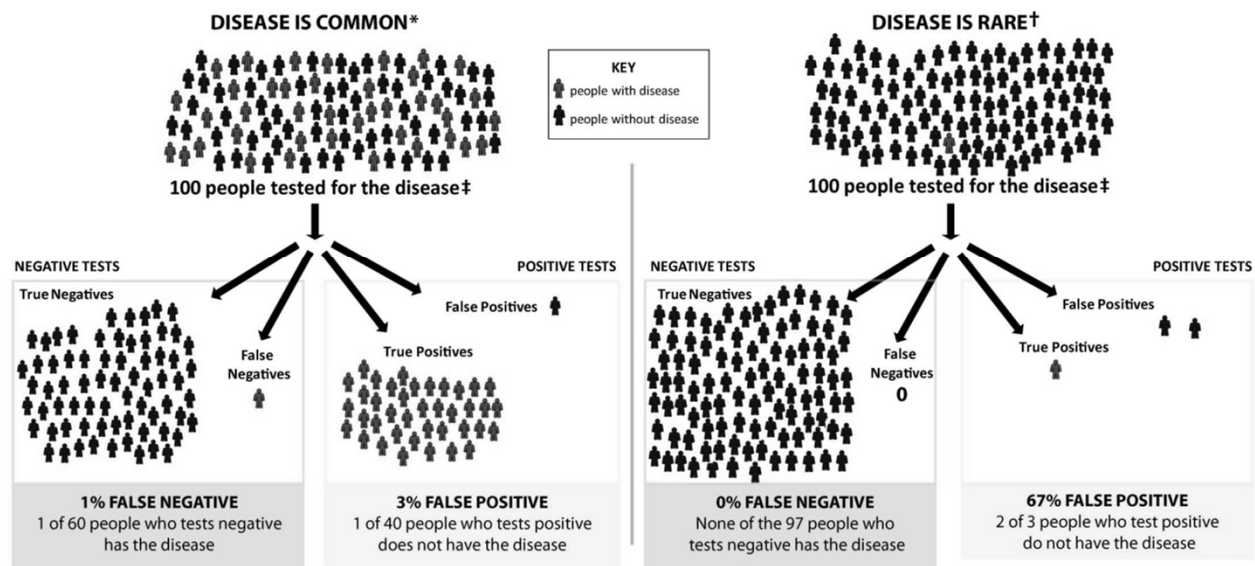 DISEASE IS COMMON*
KEY
people with disease
people without disease
100 people tested for the disease‡
NEGATIVE TESTS
POSITIVE TESTS
True Negatives
False Positives
False
Negatives
True Positives
1% FALSE NEGATIVE
1 of 60 people who tests negative
has the disease
3% FALSE POSITIVE
1 of 40 people who tests positive
does not have the disease
DISEASE IS RARE†
100 people tested for the disease‡
NEGATIVE TESTS
POSITIVE TESTS
True Negatives
False Positives
False
Negatives
0
True Positives
0% FALSE NEGATIVE
None of the 97 people who
tests negative has the disease
67% FALSE POSITIVE
2 of 3 people who test positive
do not have the disease